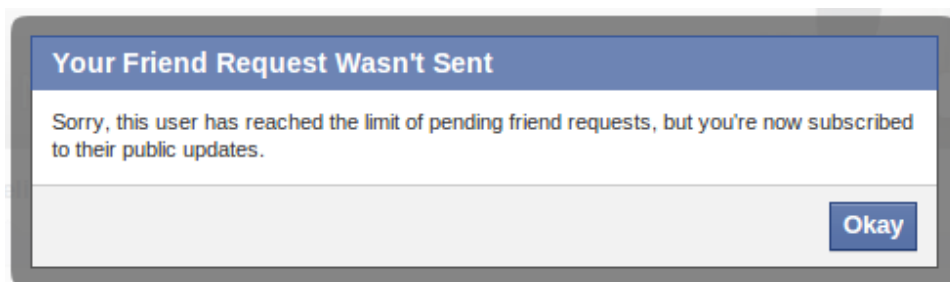 Your Friend Request Wasn't Sent
Sorry, this user has reached the limit of pending friend requests, but you're now subscribed
to their public updates.
Okay